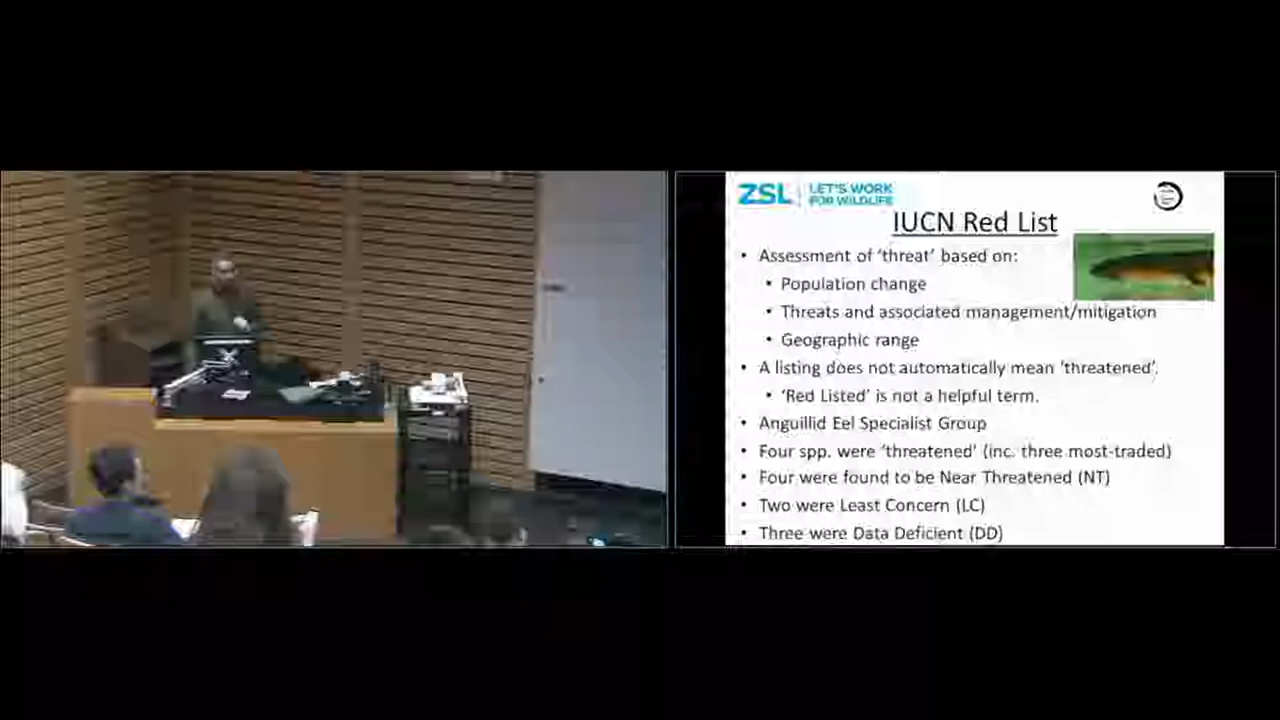 ZSL
LET'S WORK
FOR WILDLIFE
IUCN Red List
• Assessment of 'threat' based on:
• Population change
• Threats and associated management/mitigation
• Geographic range
• A listing does not automatically mean 'threatened'.
• 'Red Listed' is not a helpful term.
• Anguillid Eel Specialist Group
• Four spp. were 'threatened' (inc. three most-traded)
• Four were found to be Near Threatened (NT)
• Two were Least Concern (LC)
• Three were Data Deficient (DD)